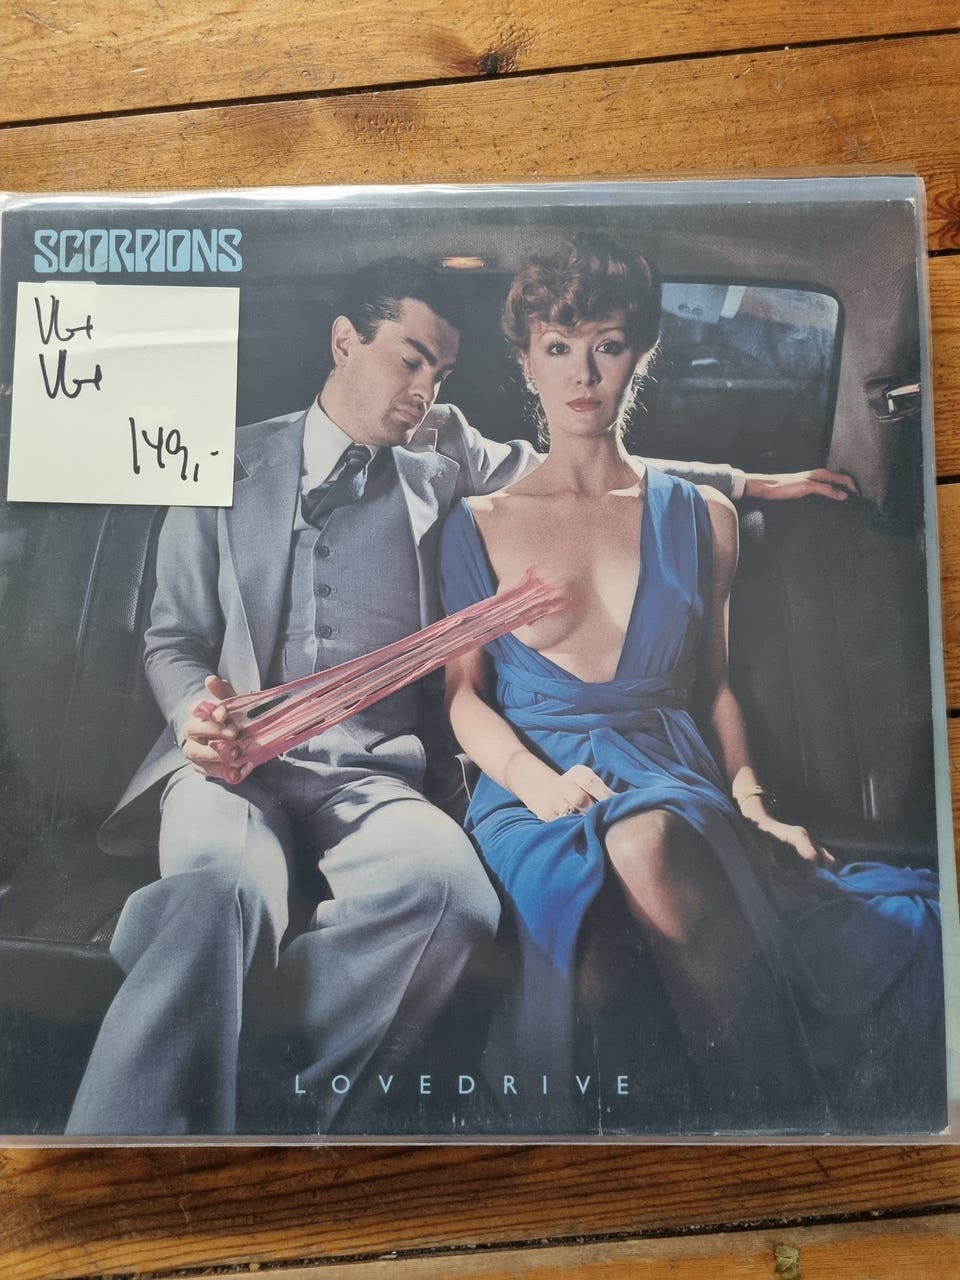 SCORPIONS
VG+
VG+
149,-
LOVEDRIVE